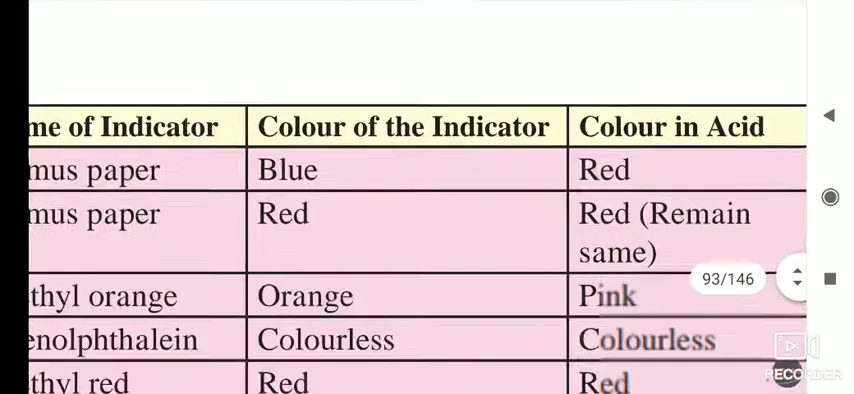 me of Indicator Colour of the Indicator Colour in Acid
mus paper Blue Red
mus paper Red Red (Remain
same)
93/146
thyl orange Orange Pink
enolphthalein Colourless Colourless
RECORDER
thyl red Red Red